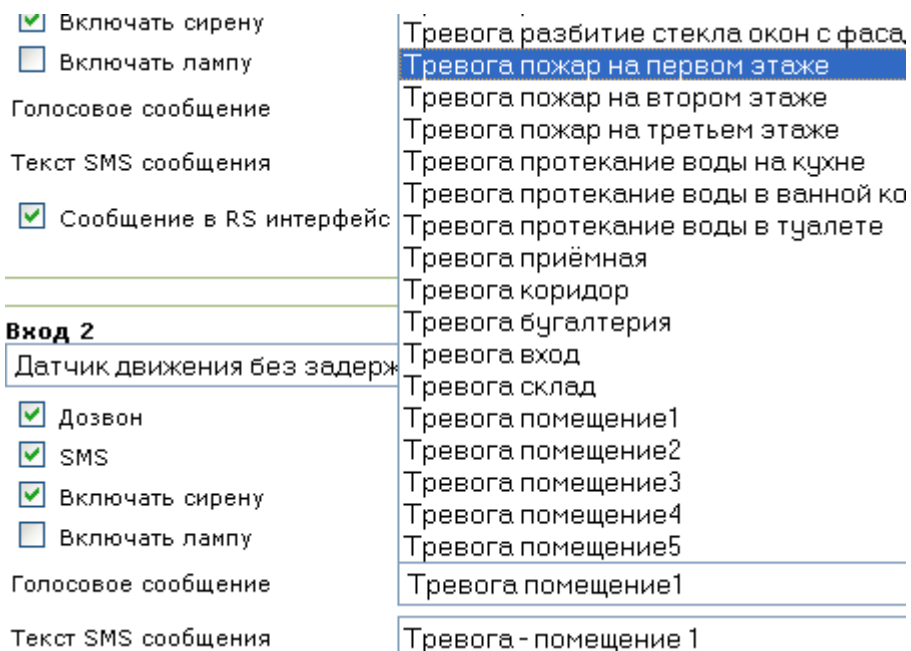 Включать сирену
Включать лампу
Голосовое сообщение
Текст SMS сообщения
Сообщение в RS интерфейс
Тревога разбитие стекла окон с фаса
Тревога пожар на первом этаже
Тревога пожар на втором этаже
Тревога пожар на третьем этаже
Тревога протекание воды на кухне
Тревога протекание воды в ванной ко
Тревога протекание воды в туалете
Тревога приёмная
Тревога коридор
Тревога бугалтерия
Тревога вход
Тревога склад
Тревога помещение1
Тревога помещение2
Тревога помещение3
Тревога помещение4
Тревога помещение5
Вход 2
Датчик движения без задерж
Дозвон
SMS
Включать сирену
Включать лампу
Голосовое сообщение
Тревога помещение1
Текст SMS сообщения
Тревога - помещение 1